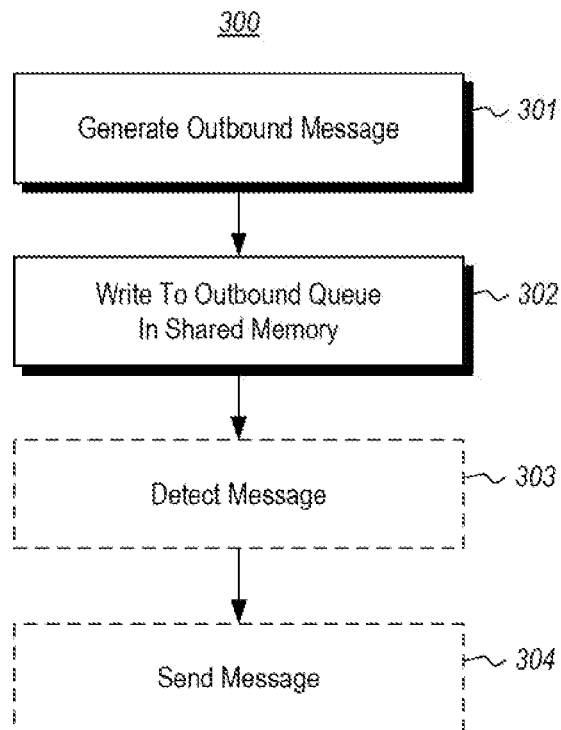 300
Generate Outbound Message
301
Write To Outbound Queue
In Shared Memory
302
Detect Message
303
Send Message
304